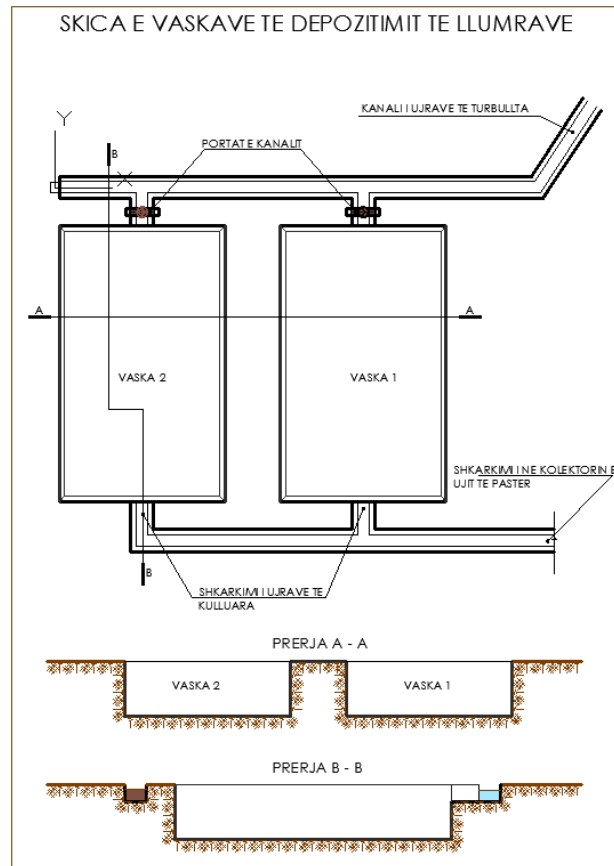 SKICA E VASKAVE TE DEPOZITIMIT TE LLUMRAVE
KANALI I UJRAVE TE TURBULLTA
PORTAT E KANALIT
Y
B
X
A
A
VASKA 2
VASKA 1
SHKARKIMI I NE KOLEKTORIN E
UJIT TE PASTER
B
SHKARKIMI I UJRAVE TE
KULLUARA
PRERJA A - A
VASKA 2
VASKA 1
PRERJA B - B